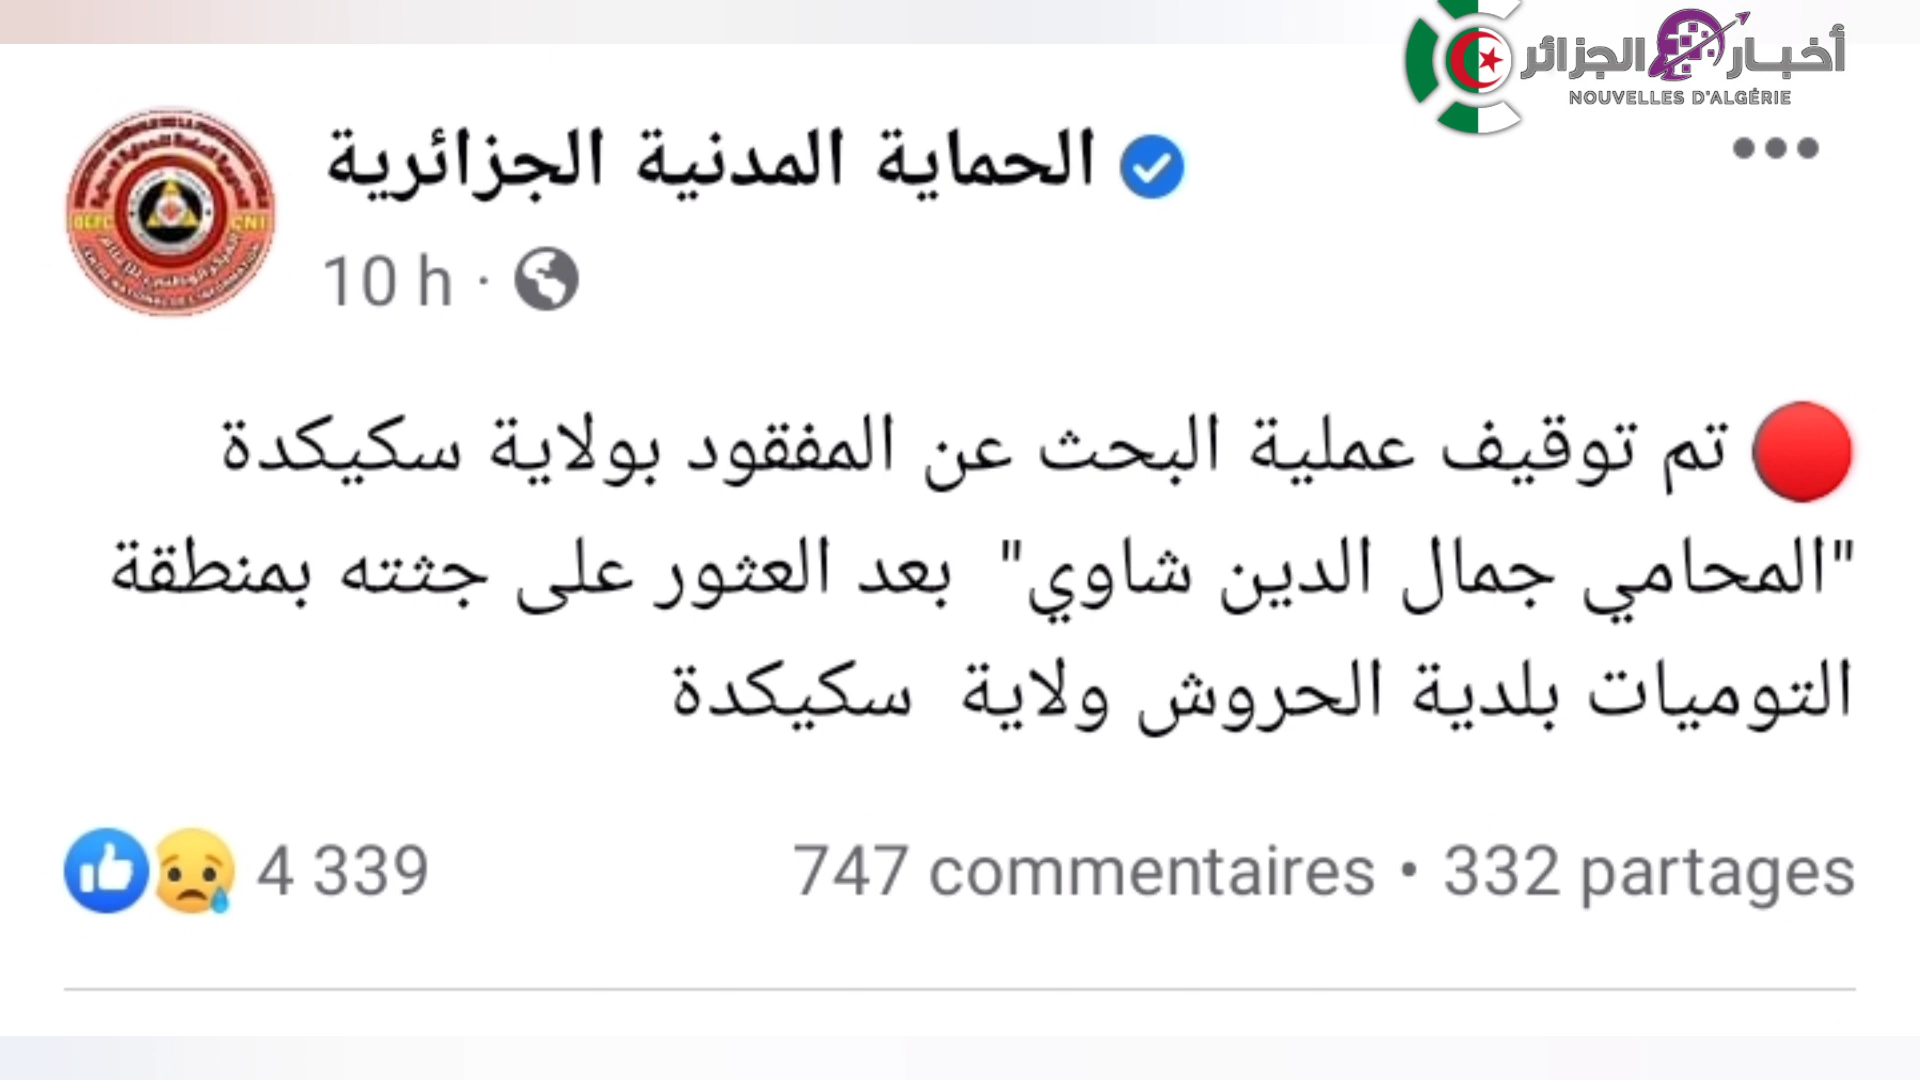 أخبار الجزائر
NOUVELLES D'ALGÉRIE
الحماية المدنية الجزائرية
10 h ·
تم توقيف عملية البحث عن المفقود بولاية سكيكدة
"المحامي جمال الدين شاوي" بعد العثور على جثته بمنطقة
التوميات بلدية الحروش ولاية سكيكدة
4 339
747 commentaires • 332 partages